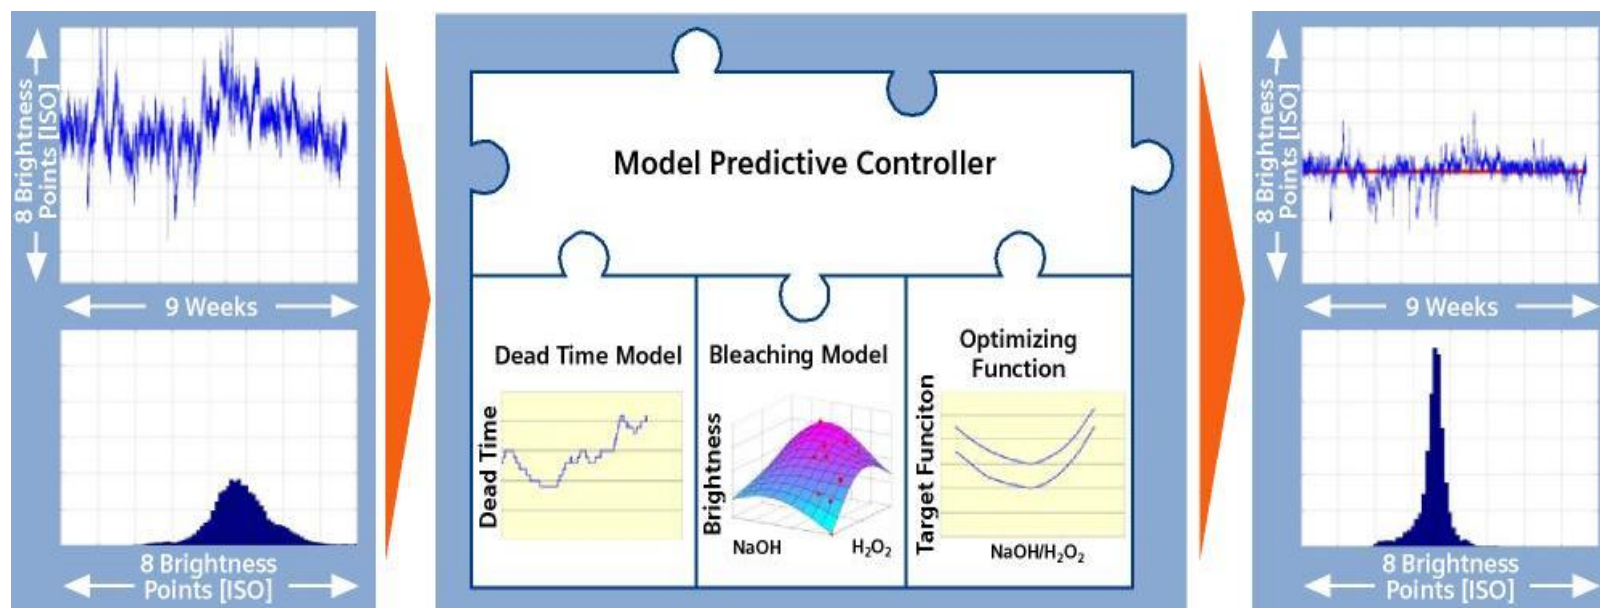 8 Brightness
Points [ISO]
9 Weeks
8 Brightness
Points [ISO]
Model Predictive Controller
Dead Time Model
Dead Time
Bleaching Model
Brightness
NaOH
H₂O₂
Optimizing
Function
Target Funciton
NaOH/H₂O₂
8 Brightness
Points [ISO]
9 Weeks
8 Brightness
Points [ISO]